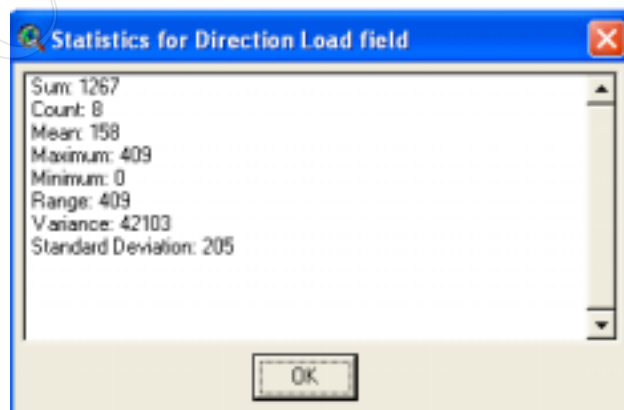 Statistics for Direction Load field
Sum: 1267
Count: 8
Mean: 158
Maximum: 409
Minimum: 0
Range: 409
Variance: 42103
Standard Deviation: 205
OK